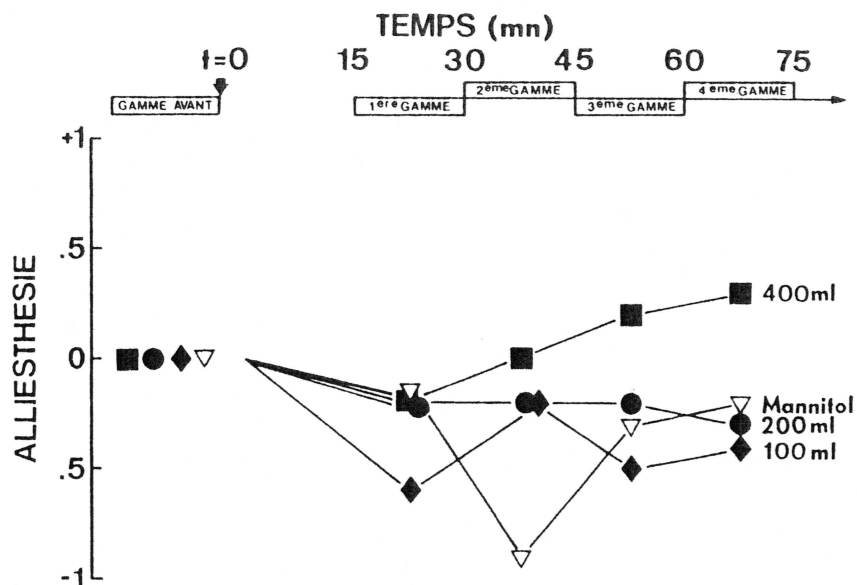 TEMPS (mn)
t=0 15 30 45 60 75
GAMME AVANT 1ère GAMME 2ème GAMME 3ème GAMME 4eme GAMME
+1
.5
0
.5
-1
ALLIESTHESIE
400ml
Mannitol
200ml
100ml